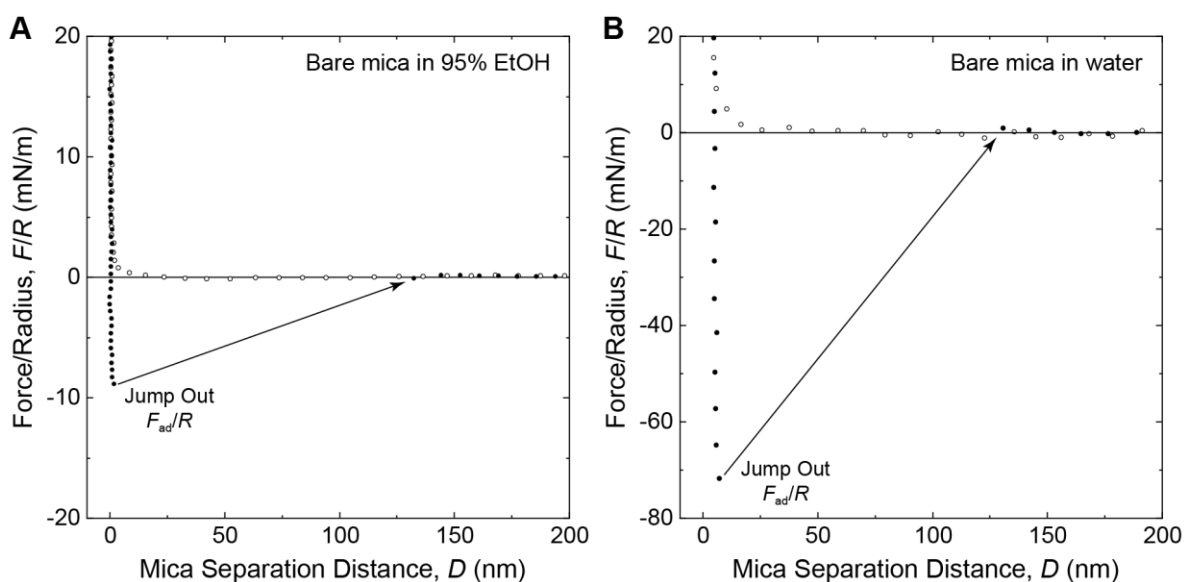 A
Bare mica in 95% EtOH
20
10
0
-10
-20
Force/Radius, F/R (mN/m)
Jump Out
Fad/R
0
50
100
150
200
Mica Separation Distance, D (nm)
B
Bare mica in water
20
0
-20
-40
-60
-80
Force/Radius, F/R (mN/m)
Jump Out
Fad/R
0
50
100
150
200
Mica Separation Distance, D (nm)